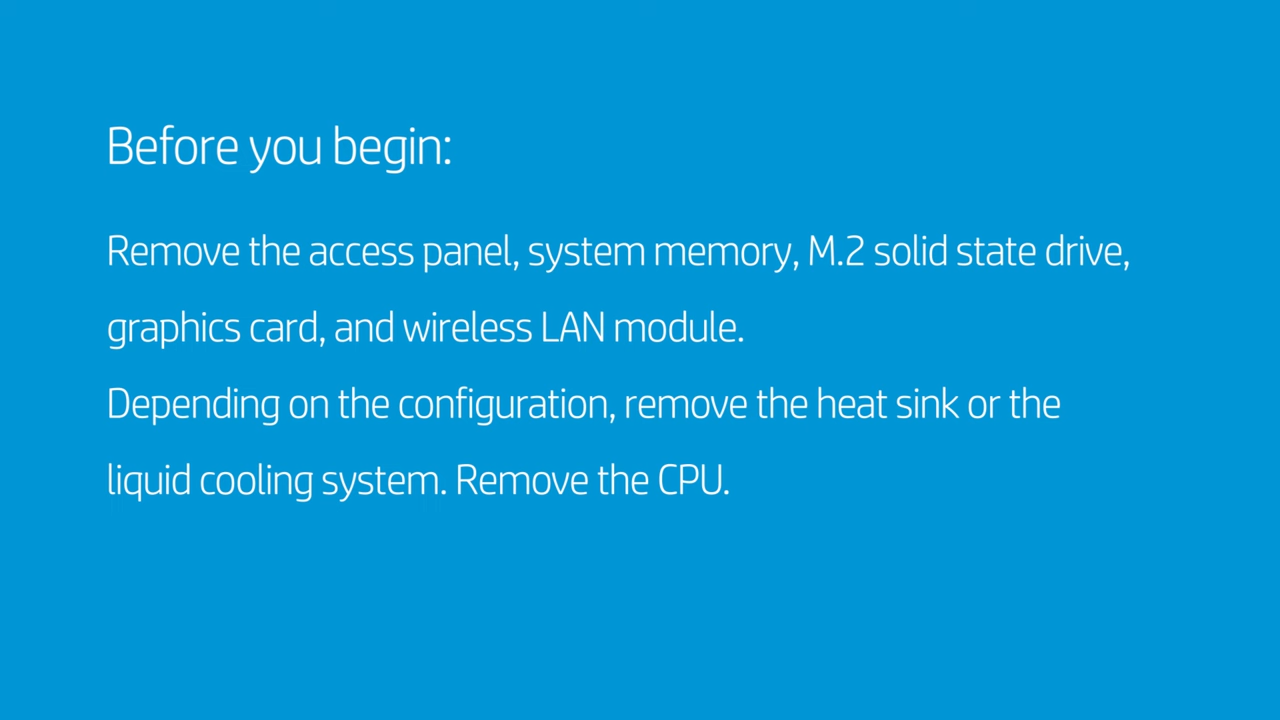 Before you begin:
Remove the access panel, system memory, M.2 solid state drive,
graphics card, and wireless LAN module.
Depending on the configuration, remove the heat sink or the
liquid cooling system. Remove the CPU.